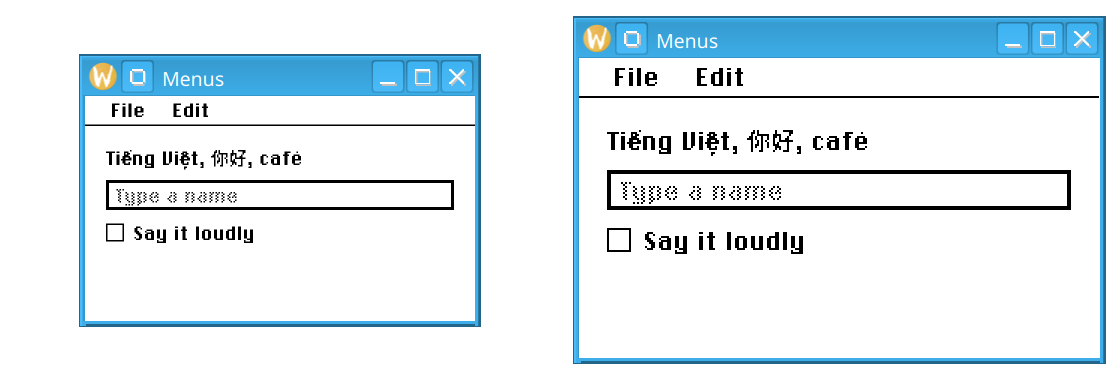 Menus
File Edit
Tiếng Việt, 你好, café
Type a name
Say it loudly
Menus
File Edit
Tiếng Việt, 你好, café
Type a name
Say it loudly